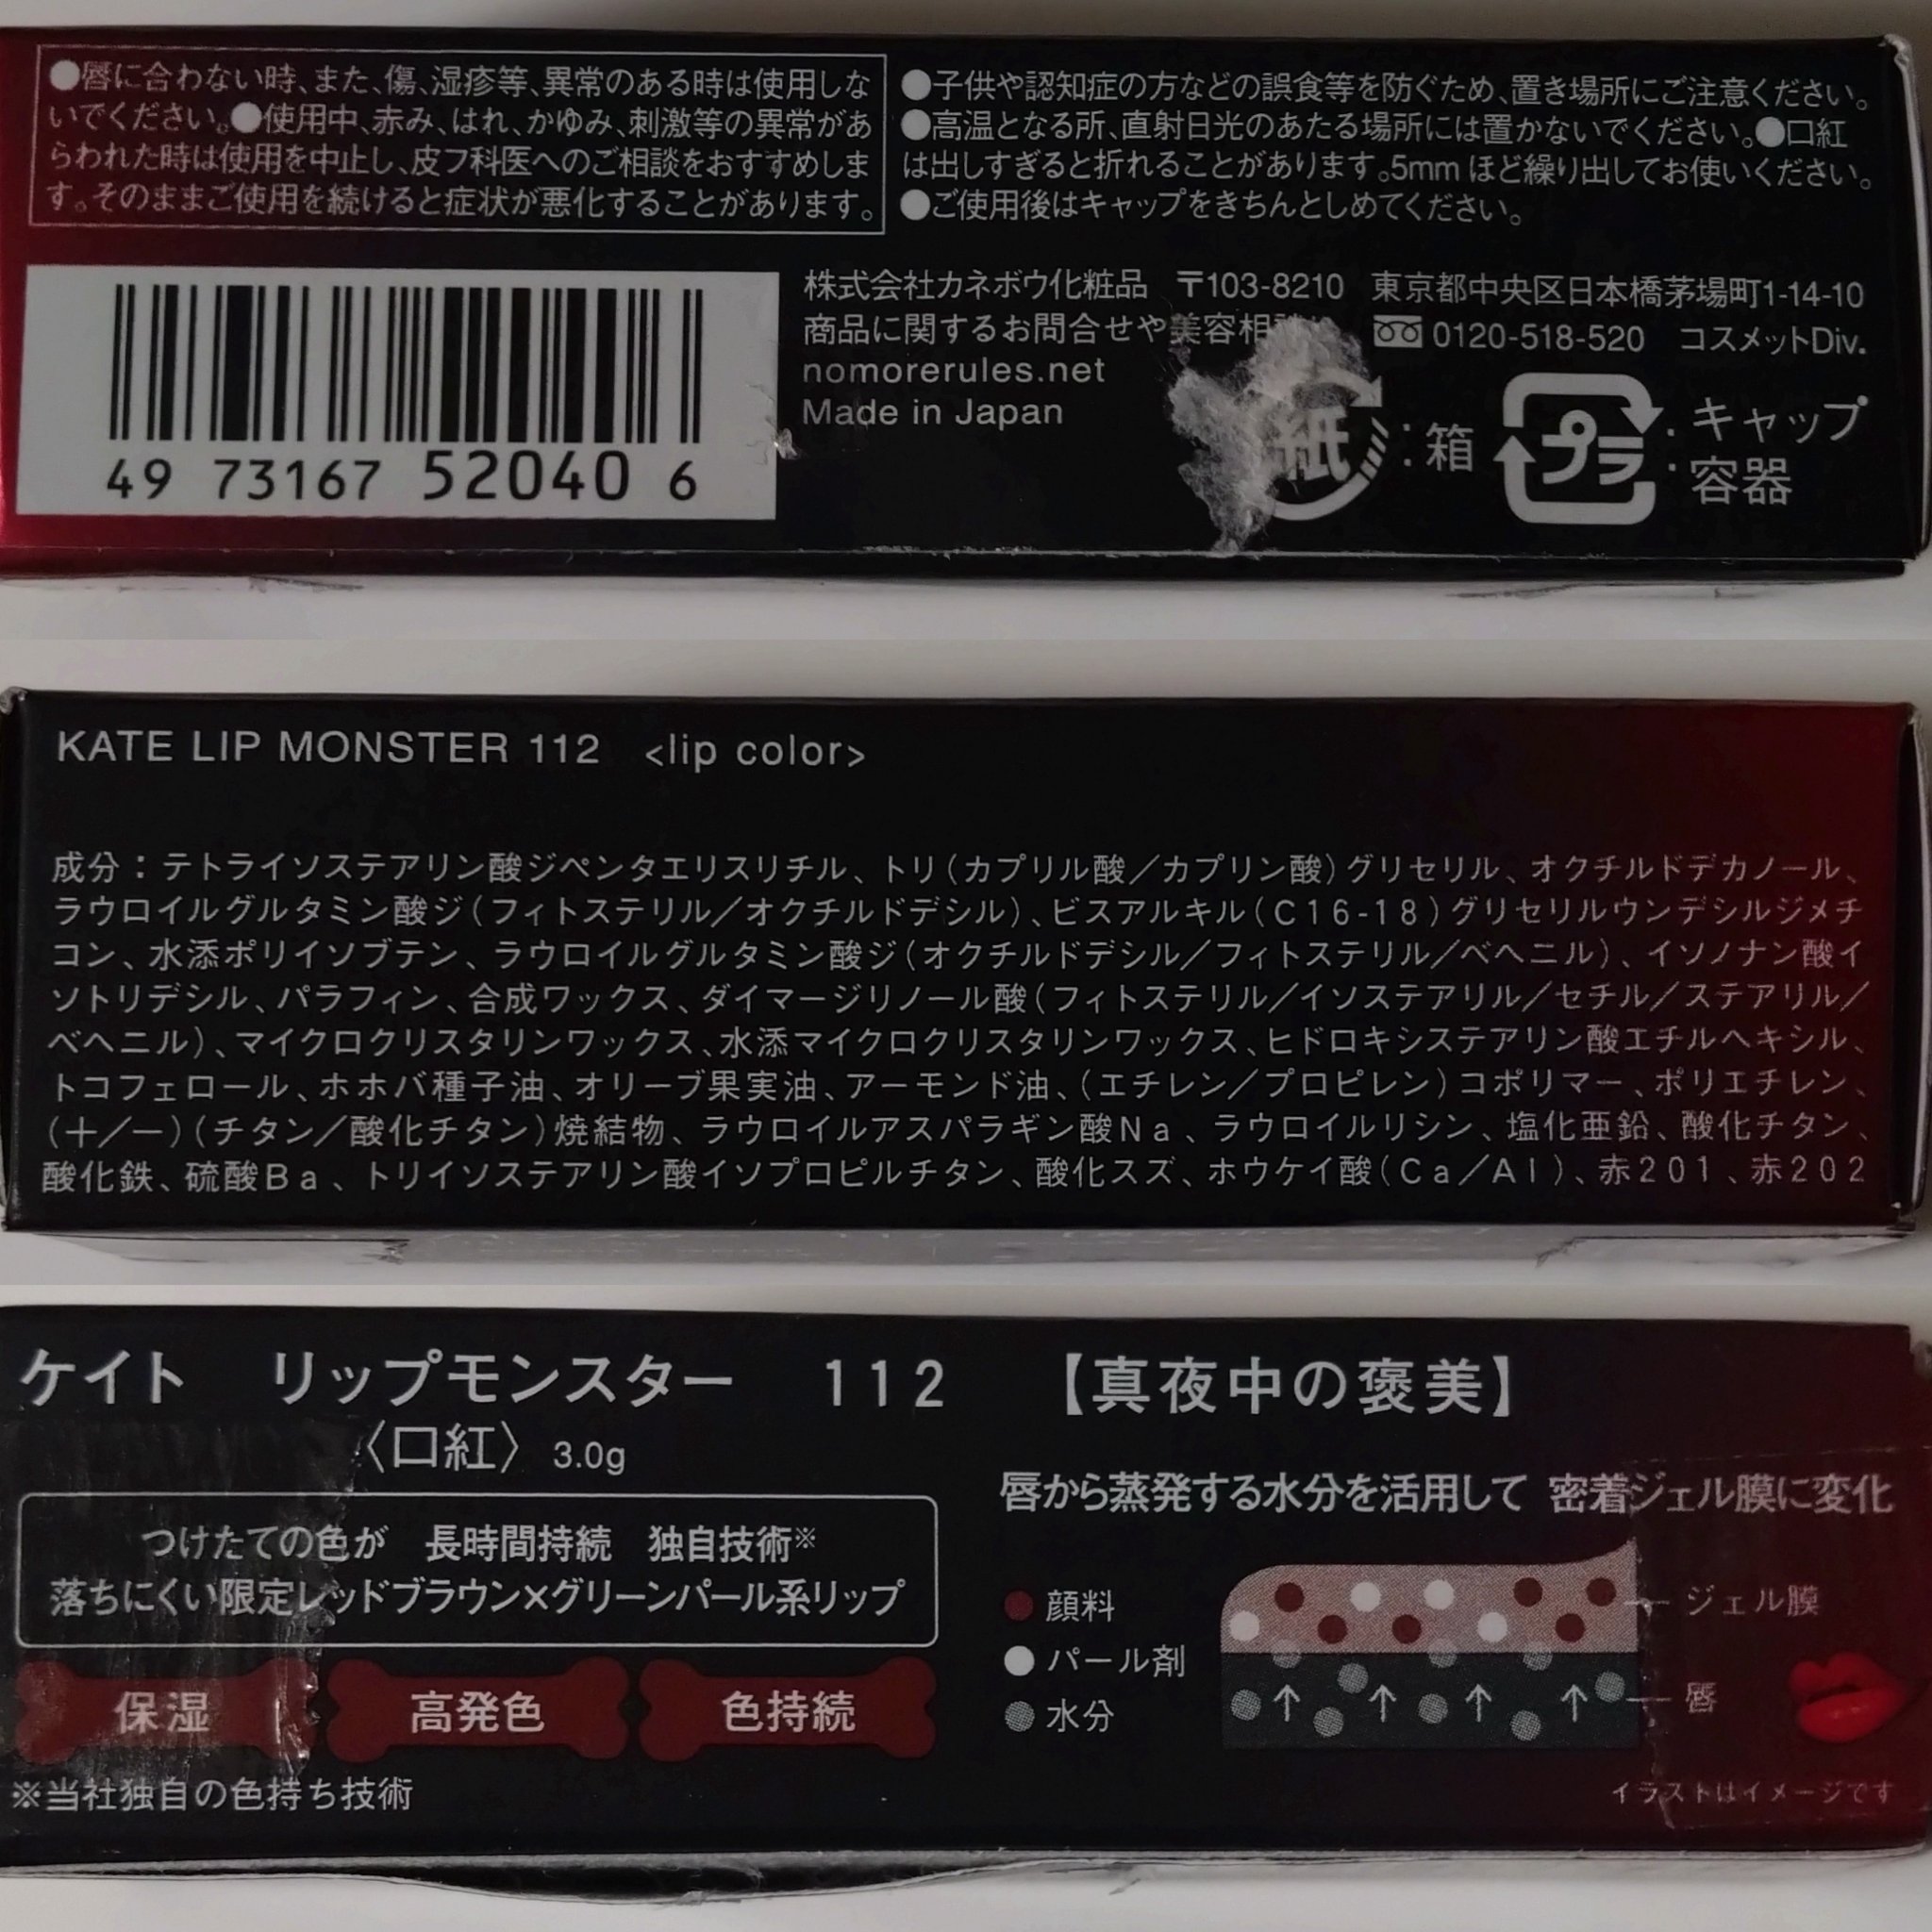 ●唇に合わない時、また、傷、湿疹等、異常のある時は使用しな
いでください。●使用中、赤み、はれ、かゆみ、刺激等の異常があ
らわれた時は使用を中止し、皮フ科医へのご相談をおすすめしま
す。そのままご使用を続けると症状が悪化することがあります。
●子供や認知症の方などの誤食等を防ぐため、置き場所にご注意ください。
●高温となる所、直射日光のあたる場所には置かないでください。●口紅
は出しすぎると折れることがあります。5mm ほど繰り出してお使いください。
●ご使用後はキャップをきちんとしめてください。
49 73167 52040 6
株式会社カネボウ化粧品 〒103-8210 東京都中央区日本橋茅場町1-14-10
商品に関するお問合せや美容相 0120-518-520 コスメットDiv.
nomorerules.net
Made in Japan
紙 :箱 プラ : キャップ
容器
KATE LIP MONSTER 112 <lip color>
成分：テトライソステアリン酸ジペンタエリスリチル、トリ(カプリル酸／カプリン酸)グリセリル、オクチルドデカノール、
ラウロイルグルタミン酸ジ(フィトステリル／オクチルドデシル)、ビスアルキル(C16-18)グリセリルウンデシルジメチ
コン、水添ポリイソブテン、ラウロイルグルタミン酸ジ(オクチルドデシル／フィトステリル／ベヘニル)、イソノナン酸イ
ソトリデシル、パラフィン、合成ワックス、ダイマージリノール酸(フィトステリル／イソステアリル／セチル／ステアリル／
ベヘニル)、マイクロクリスタリンワックス、水添マイクロクリスタリンワックス、ヒドロキシステアリン酸エチルヘキシル、
トコフェロール、ホホバ種子油、オリーブ果実油、アーモンド油、(エチレン／プロピレン)コポリマー、ポリエチレン、
(＋／－)(チタン／酸化チタン)焼結物、ラウロイルアスパラギン酸Na、ラウロイルリシン、塩化亜鉛、酸化チタン、
酸化鉄、硫酸Ba、トリイソステアリン酸イソプロピルチタン、酸化スズ、ホウケイ酸(Ca／Al)、赤201、赤202
ケイト リップモンスター 112 【真夜中の褒美】
〈口紅〉3.0g
つけたての色が 長時間持続 独自技術※
落ちにくい限定レッドブラウン×グリーンパール系リップ
保湿 高発色 色持続
※当社独自の色持ち技術
唇から蒸発する水分を活用して 密着ジェル膜に変化
顔料
パール剤
水分
ジェル膜
唇
イラストはイメージです